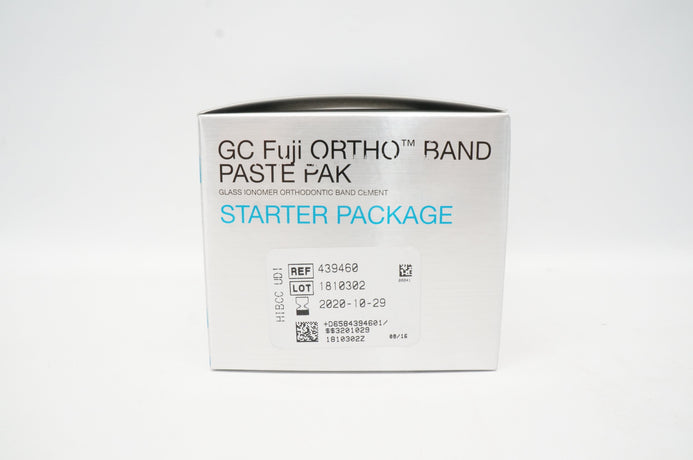 GC Fuji ORTHO™ BAND
PASTE PAK
GLASS IONOMER ORTHODONTIC BAND CEMENT
STARTER PACKAGE
HIBCC UDI
REF 439460
LOT 1810302
2020-10-29
+D6584394601/
$$3201029
1810302Z
09/16